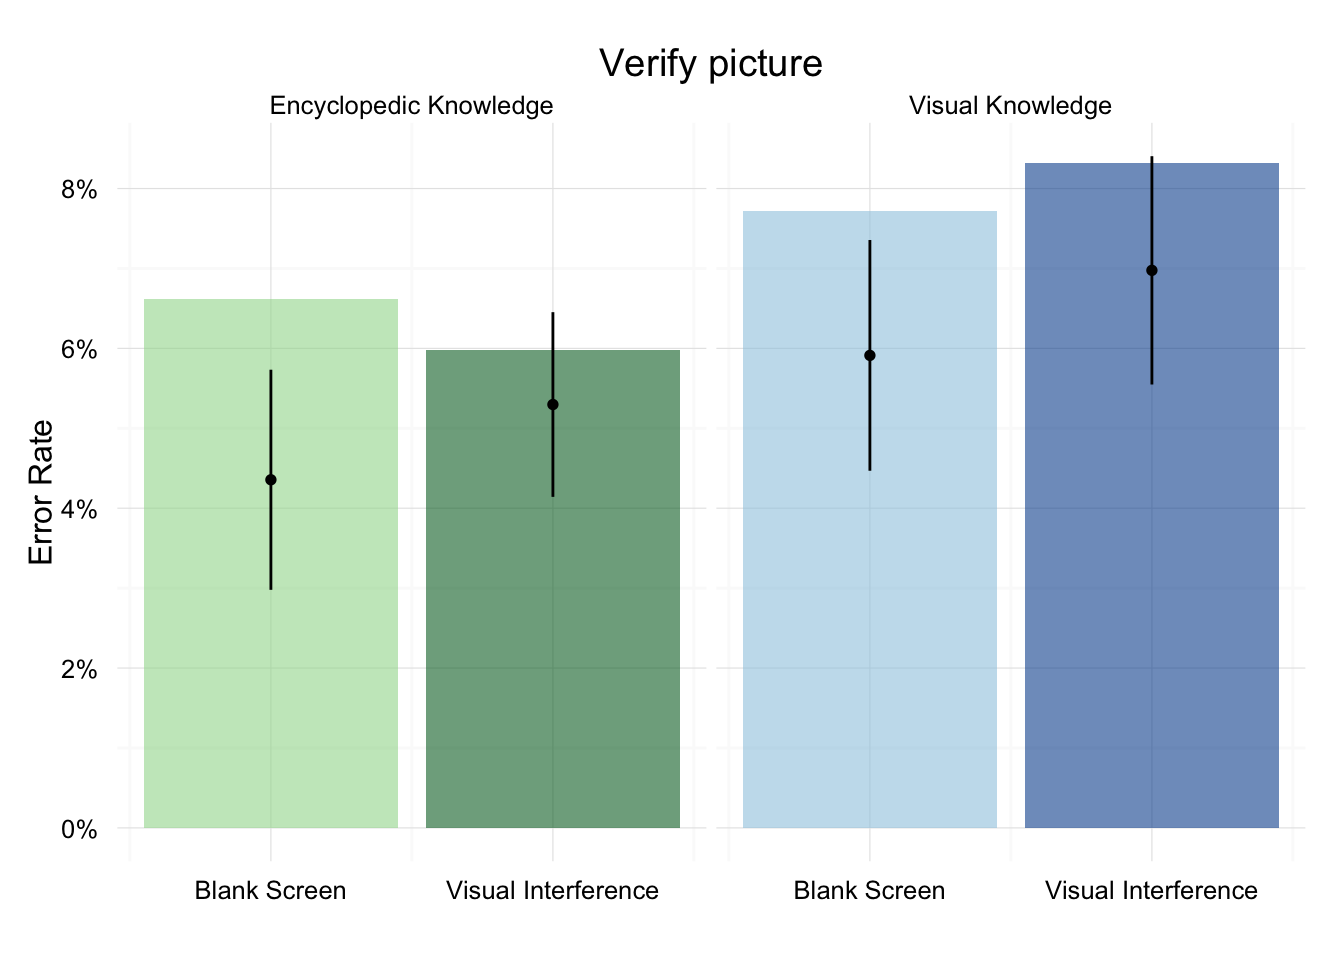 Verify picture
Encyclopedic Knowledge
Visual Knowledge
Error Rate
8%
6%
4%
2%
0%
Blank Screen
Visual Interference
Blank Screen
Visual Interference